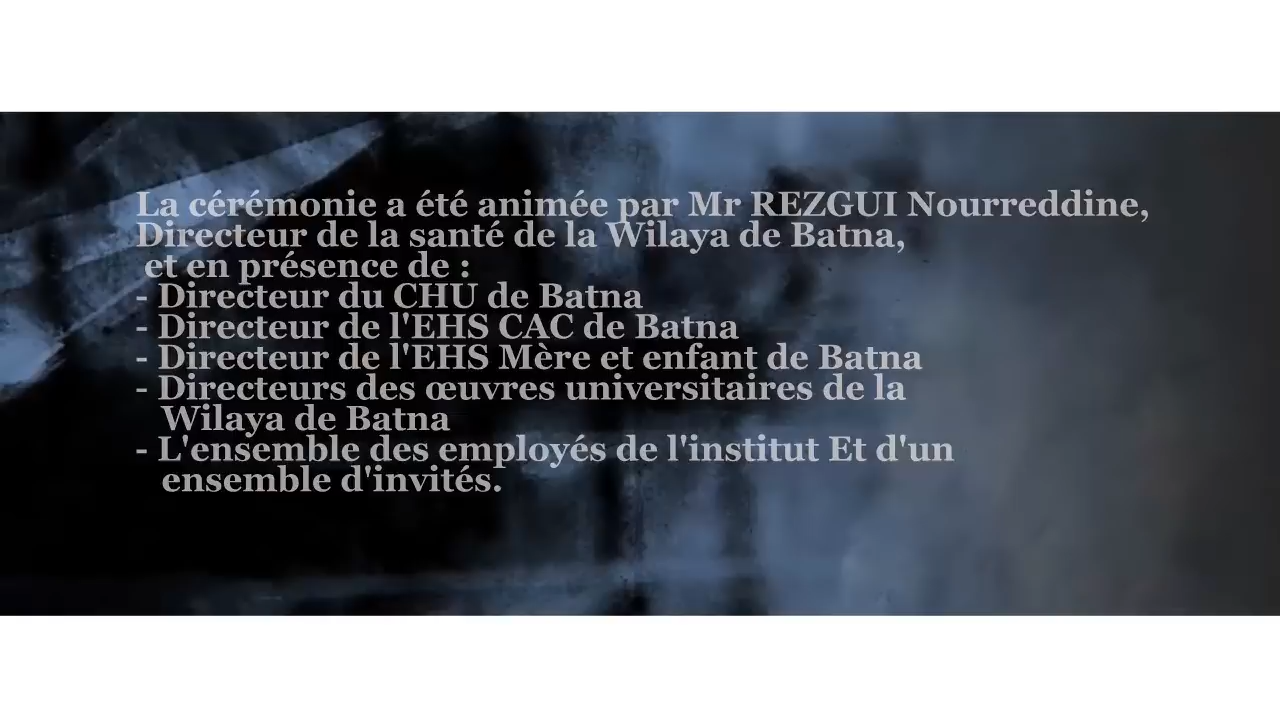 La cérémonie a été animée par Mr REZGUI Nourreddine,
Directeur de la santé de la Wilaya de Batna,
et en présence de :
- Directeur du CHU de Batna
- Directeur de l'EHS CAC de Batna
- Directeur de l'EHS Mère et enfant de Batna
- Directeurs des œuvres universitaires de la
Wilaya de Batna
- L'ensemble des employés de l'institut Et d'un
ensemble d'invités.